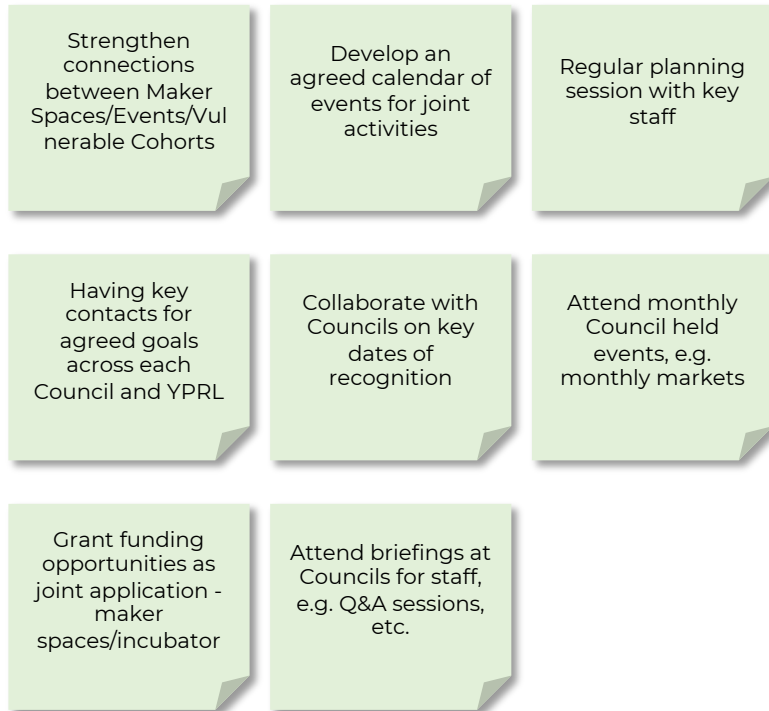 Strengthen
connections
between Maker
Spaces/Events/Vul
nerable Cohorts
Develop an
agreed calendar of
events for joint
activities
Regular planning
session with key
staff
Having key
contacts for
agreed goals
across each
Council and YPRL
Collaborate with
Councils on key
dates of
recognition
Attend monthly
Council held
events, e.g.
monthly markets
Grant funding
opportunities as
joint application -
maker
spaces/incubator
Attend briefings at
Councils for staff,
e.g. Q&A sessions,
etc.